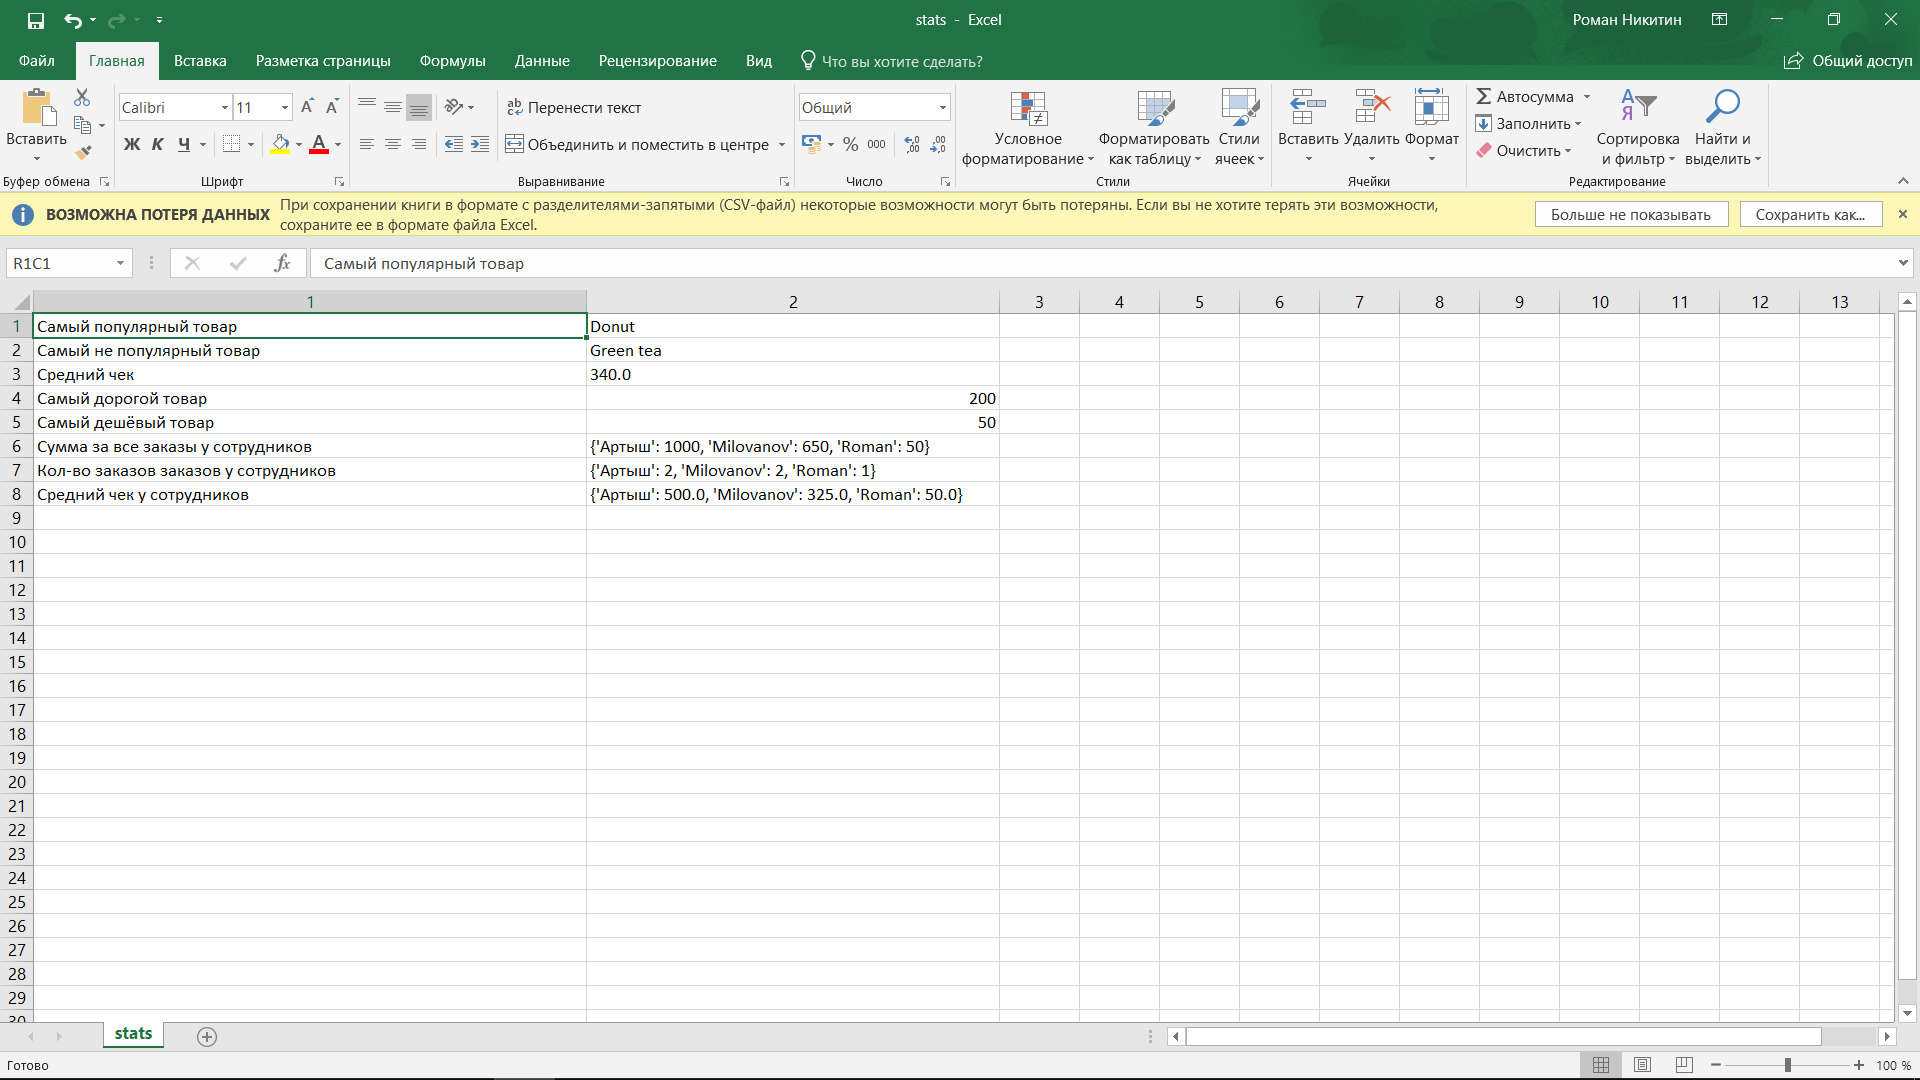 stats - Excel
Роман Никитин
Файл
Главная
Вставка
Разметка страницы
Формулы
Данные
Рецензирование
Вид
Что вы хотите сделать?
Общий доступ
Вставить
Буфер обмена
Calibri
11
Ж К Ч
Шрифт
Перенести текст
Объединить и поместить в центре
Выравнивание
Общий
% 000
Число
Условное
форматирование
Форматировать
как таблицу
Стили
ячеек
Стили
Вставить
Удалить
Формат
Ячейки
Автосумма
Заполнить
Очистить
Сортировка
и фильтр
Найти и
выделить
Редактирование
ВОЗМОЖНА ПОТЕРЯ ДАННЫХ
При сохранении книги в формате с разделителями-запятыми (CSV-файл) некоторые возможности могут быть потеряны. Если вы не хотите терять эти возможности,
сохраните ее в формате файла Excel.
Больше не показывать
Сохранить как...
R1C1
fx
Самый популярный товар
1 2 3 4 5 6 7 8 9 10 11 12 13
1 Самый популярный товар Donut
2 Самый не популярный товар Green tea
3 Средний чек 340.0
4 Самый дорогой товар 200
5 Самый дешёвый товар 50
6 Сумма за все заказы у сотрудников {'Артыш': 1000, 'Milovanov': 650, 'Roman': 50}
7 Кол-во заказов заказов у сотрудников {'Артыш': 2, 'Milovanov': 2, 'Roman': 1}
8 Средний чек у сотрудников {'Артыш': 500.0, 'Milovanov': 325.0, 'Roman': 50.0}
9
10
11
12
13
14
15
16
17
18
19
20
21
22
23
24
25
26
27
28
29
30
stats
Готово
100 %